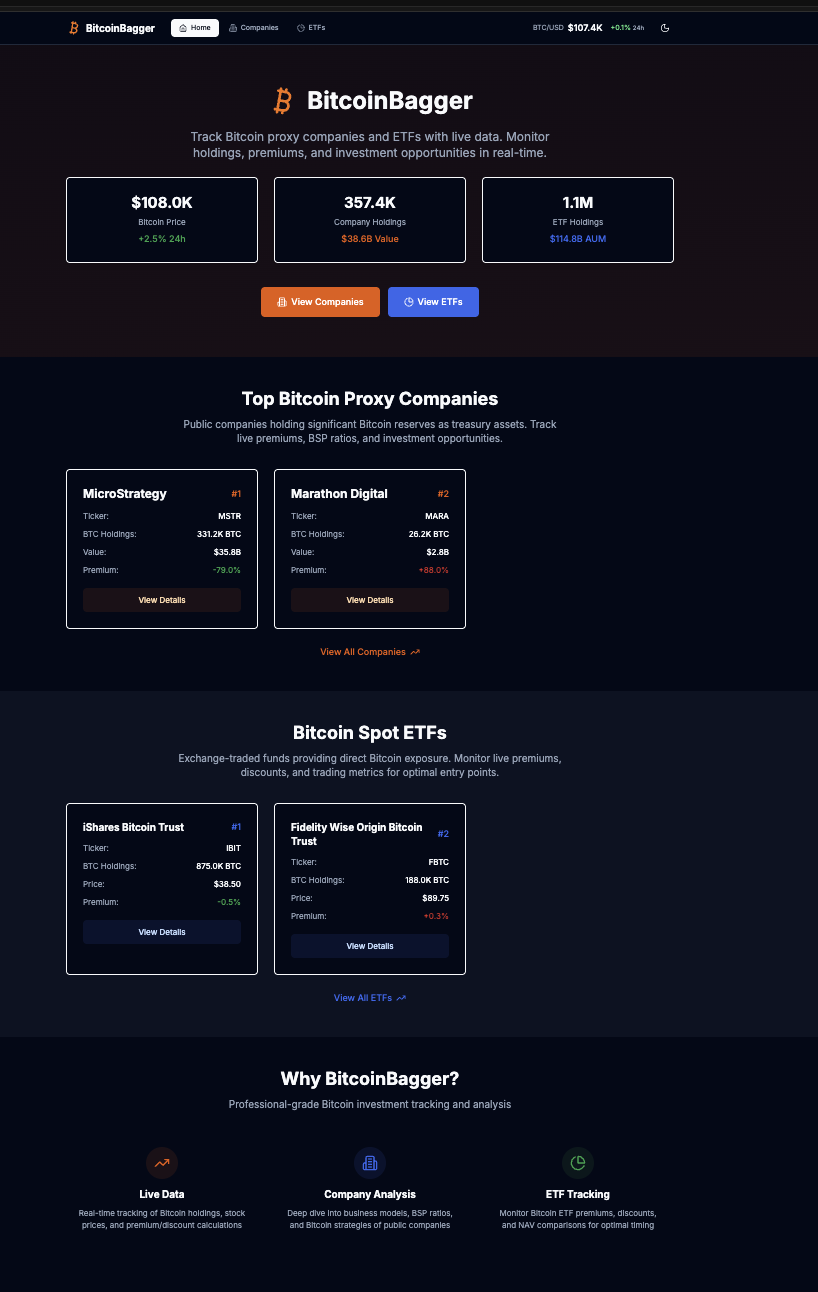 BitcoinBagger Home Companies ETFs BTC/USD $107.4K +0.1% 24h
BitcoinBagger
Track Bitcoin proxy companies and ETFs with live data. Monitor
holdings, premiums, and investment opportunities in real-time.
$108.0K
Bitcoin Price
+2.5% 24h
357.4K
Company Holdings
$38.6B Value
1.1M
ETF Holdings
$114.8B AUM
View Companies
View ETFs
Top Bitcoin Proxy Companies
Public companies holding significant Bitcoin reserves as treasury assets. Track
live premiums, BSP ratios, and investment opportunities.
MicroStrategy #1
Ticker: MSTR
BTC Holdings: 331.2K BTC
Value: $35.8B
Premium: -79.0%
View Details
Marathon Digital #2
Ticker: MARA
BTC Holdings: 26.2K BTC
Value: $2.8B
Premium: +88.0%
View Details
View All Companies
Bitcoin Spot ETFs
Exchange-traded funds providing direct Bitcoin exposure. Monitor live premiums,
discounts, and trading metrics for optimal entry points.
iShares Bitcoin Trust #1
Ticker: IBIT
BTC Holdings: 875.0K BTC
Price: $38.50
Premium: -0.5%
View Details
Fidelity Wise Origin Bitcoin
Trust
#2
Ticker: FBTC
BTC Holdings: 188.0K BTC
Price: $89.75
Premium: +0.3%
View Details
View All ETFs
Why BitcoinBagger?
Professional-grade Bitcoin investment tracking and analysis
Live Data
Real-time tracking of Bitcoin holdings, stock
prices, and premium/discount calculations
Company Analysis
Deep dive into business models, BSP ratios,
and Bitcoin strategies of public companies
ETF Tracking
Monitor Bitcoin ETF premiums, discounts,
and NAV comparisons for optimal timing